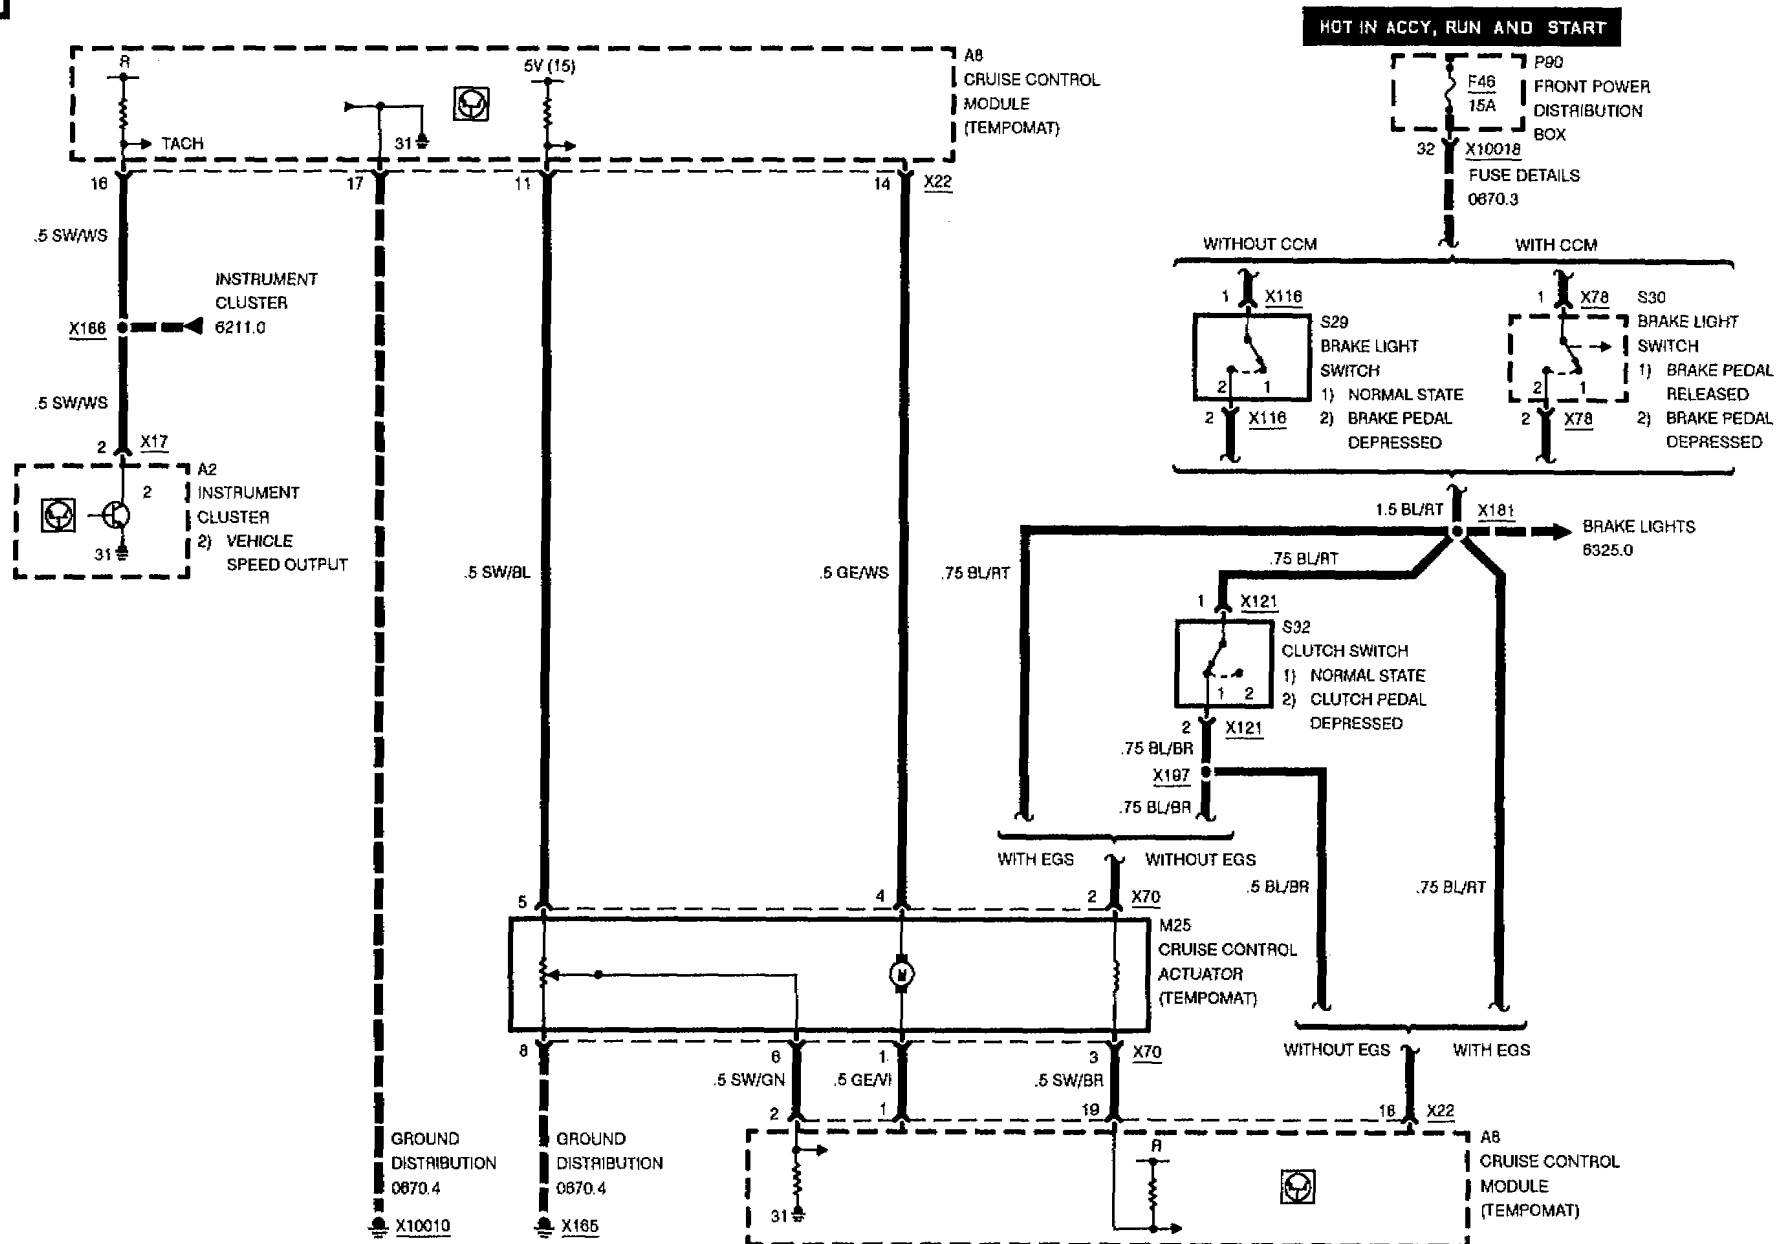 HOT IN ACCY, RUN AND START
A8
CRUISE CONTROL
MODULE
(TEMPOMAT)
R
TACH
31
5V (15)
P90
FRONT POWER
DISTRIBUTION
BOX
F46
15A
32 X10018
FUSE DETAILS
0670.3
16
17
11
14 X22
.5 SW/WS
INSTRUMENT
CLUSTER
6211.0
X166
.5 SW/WS
2 X17
A2
INSTRUMENT
CLUSTER
2) VEHICLE
SPEED OUTPUT
2
31
WITHOUT CCM
WITH CCM
1 X116
S29
BRAKE LIGHT
SWITCH
1) NORMAL STATE
2) BRAKE PEDAL
DEPRESSED
2 1
2 X116
1 X78
S30
BRAKE LIGHT
SWITCH
1) BRAKE PEDAL
RELEASED
2) BRAKE PEDAL
DEPRESSED
2 1
2 X78
1.5 BL/RT
X181
BRAKE LIGHTS
6325.0
.5 SW/BL
.5 GE/WS
.75 BL/RT
.75 BL/RT
1 X121
S32
CLUTCH SWITCH
1) NORMAL STATE
2) CLUTCH PEDAL
DEPRESSED
1 2
2 X121
.75 BL/BR
X197
.75 BL/BR
WITH EGS
WITHOUT EGS
.5 BL/BR
.75 BL/RT
5
4
2 X70
M25
CRUISE CONTROL
ACTUATOR
(TEMPOMAT)
M
8
6
1
3 X70
WITHOUT EGS
WITH EGS
.5 SW/GN
.5 GE/VI
.5 SW/BR
2
1
19
18 X22
GROUND
DISTRIBUTION
0670.4
X10010
GROUND
DISTRIBUTION
0670.4
X165
A8
CRUISE CONTROL
MODULE
(TEMPOMAT)
R
31